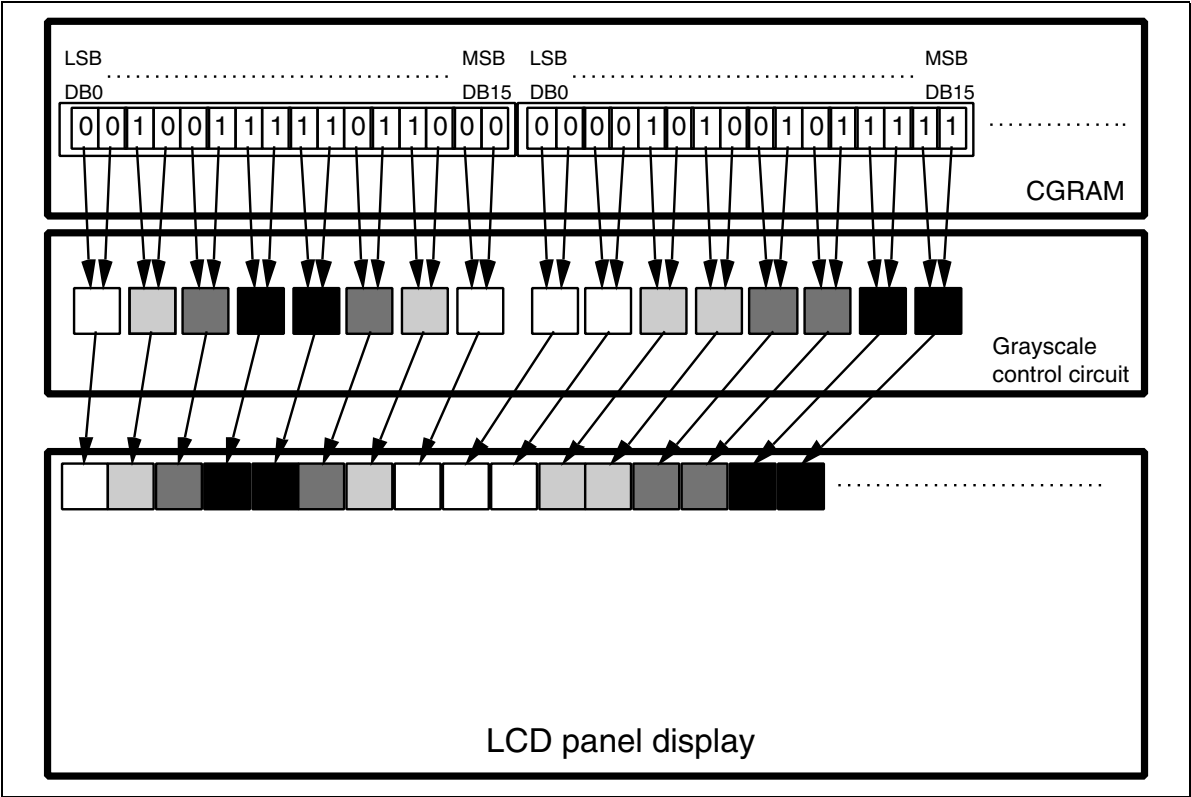 LSB MSB LSB MSB
DB0 DB15 DB0 DB15
0 0 1 0 0 1 1 1 1 1 0 1 1 0 0 0 0 0 0 0 1 0 1 0 0 1 0 1 1 1 1 1
CGRAM
Grayscale
control circuit
LCD panel display